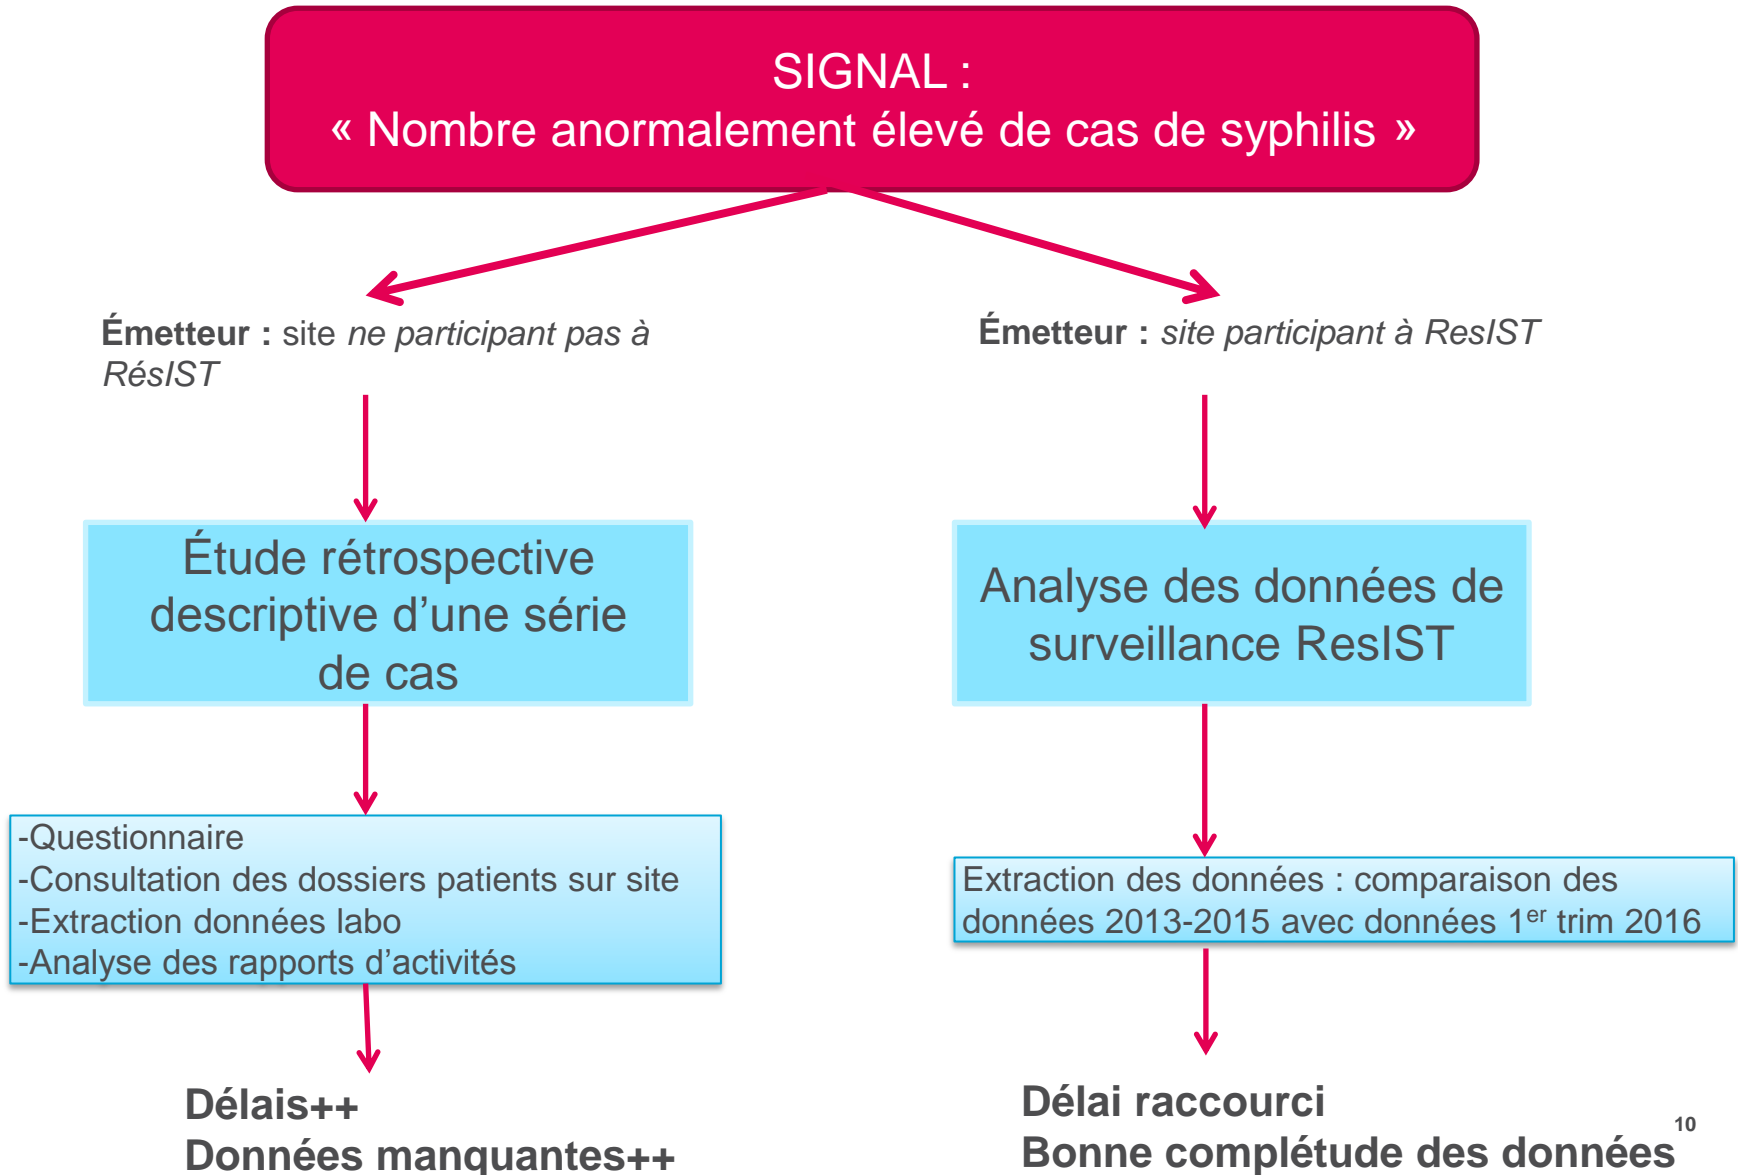 SIGNAL :
« Nombre anormalement élevé de cas de syphilis »
Émetteur : site ne participant pas à
RésIST
Étude rétrospective
descriptive d’une série
de cas
-Questionnaire
-Consultation des dossiers patients sur site
-Extraction données labo
-Analyse des rapports d’activités
Délais++
Données manquantes++
Émetteur : site participant à ResIST
Analyse des données de
surveillance ResIST
Extraction des données : comparaison des
données 2013-2015 avec données 1er trim 2016
Délai raccourci
Bonne complétude des données
10